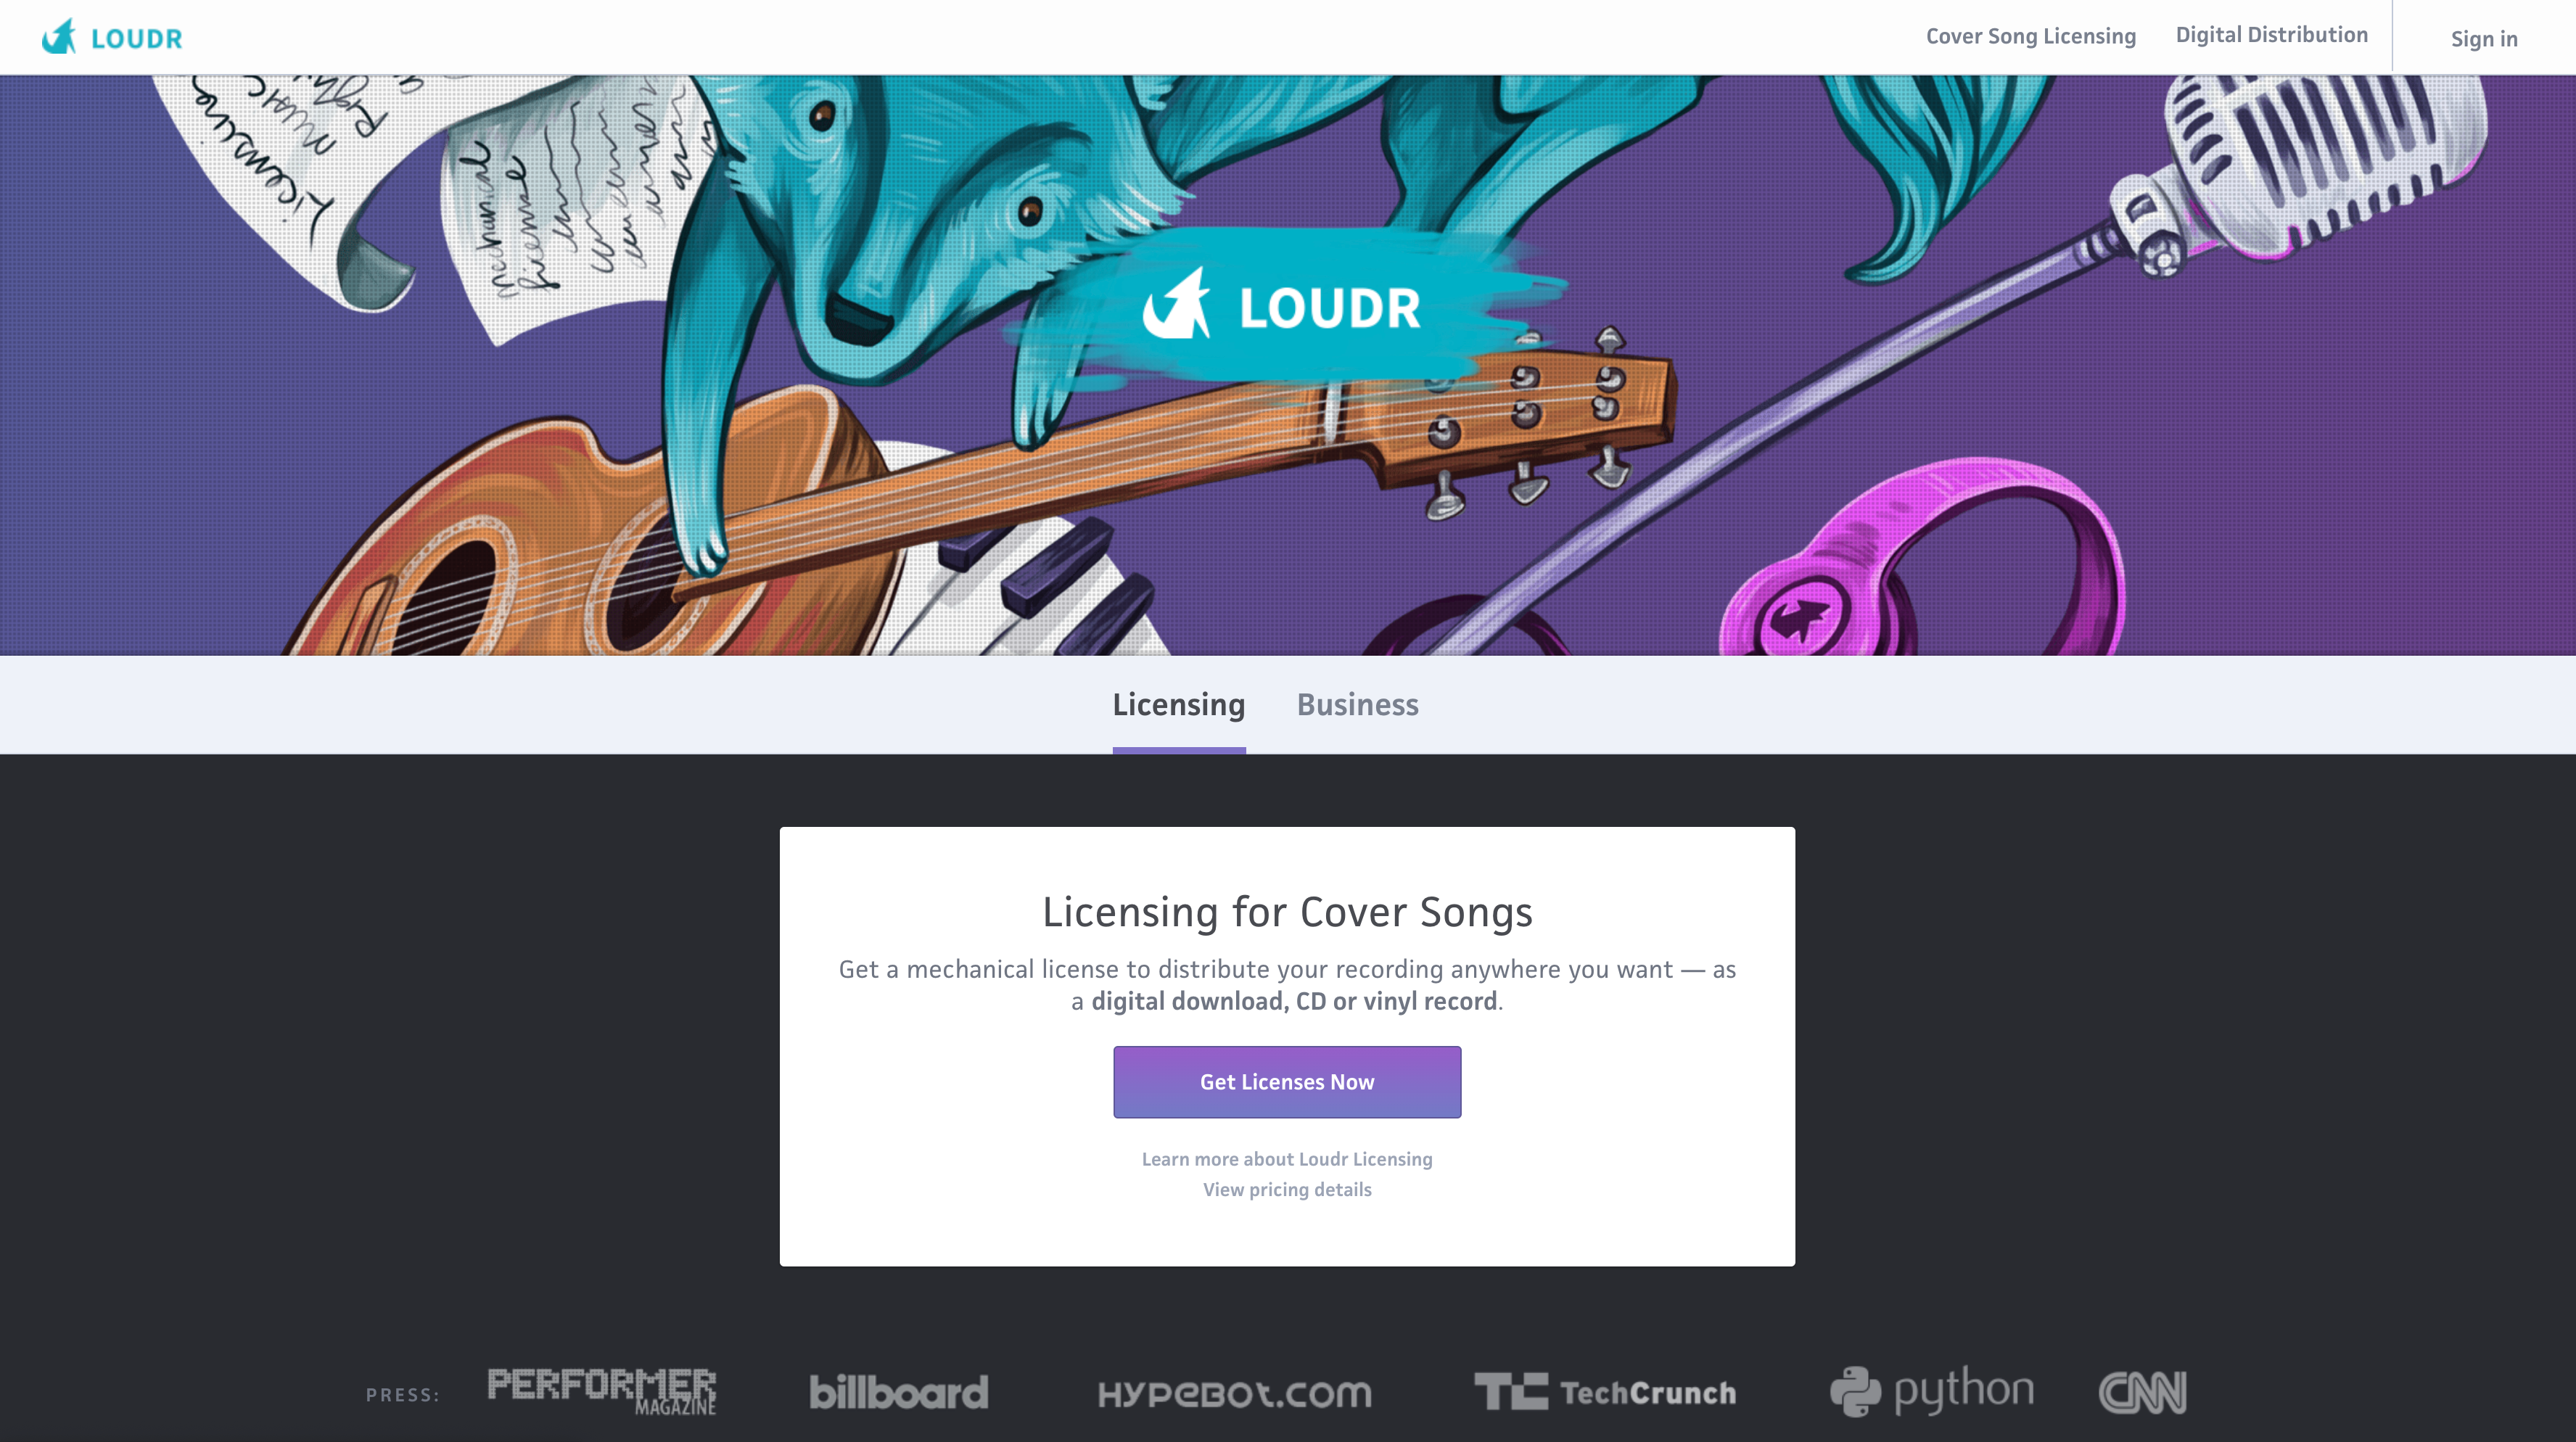 LOUDR
Cover Song Licensing
Digital Distribution
Sign in
Licensing
Music
mechanical
license
LOUDR
Licensing
Business
Licensing for Cover Songs
Get a mechanical license to distribute your recording anywhere you want — as
a digital download, CD or vinyl record.
Get Licenses Now
Learn more about Loudr Licensing
View pricing details
PRESS:
PERFORMER
MAGAZINE
billboard
HYPEBOT.COM
TC TechCrunch
python
CNN